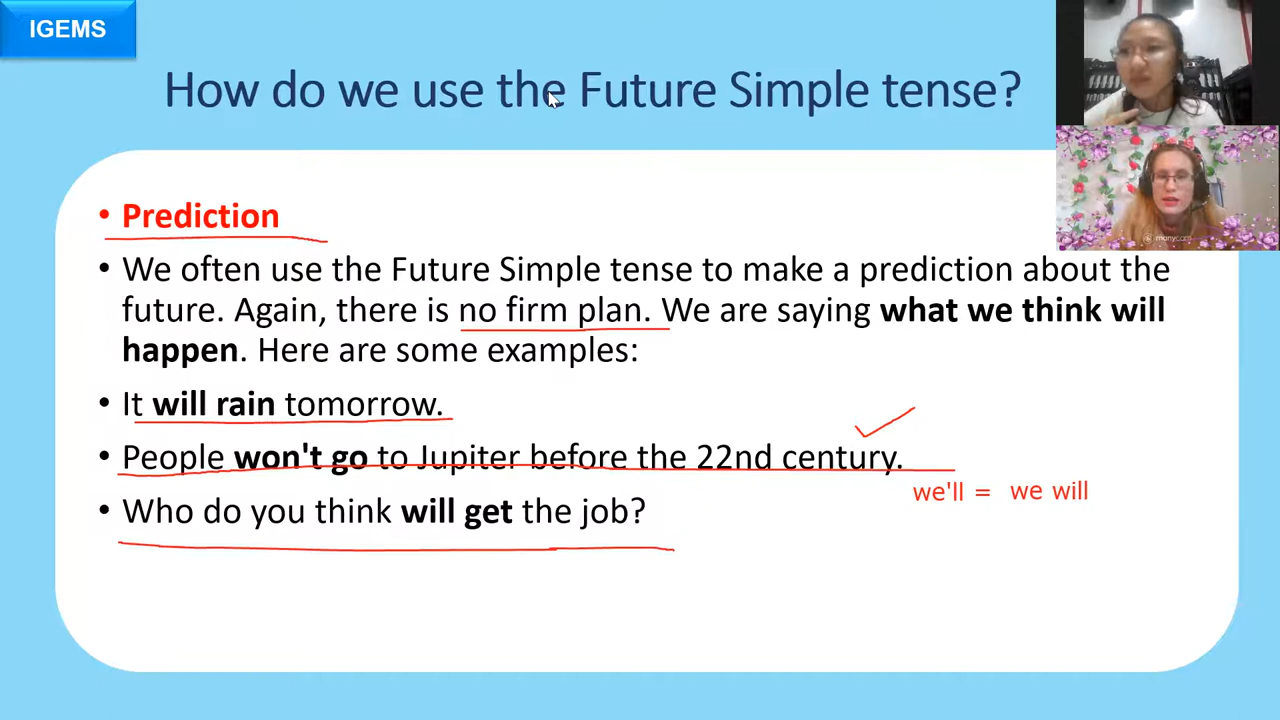 IGEMS
How do we use the Future Simple tense?
• Prediction
• We often use the Future Simple tense to make a prediction about the
future. Again, there is no firm plan. We are saying what we think will
happen. Here are some examples:
• It will rain tomorrow.
• People won't go to Jupiter before the 22nd century.
we'll = we will
• Who do you think will get the job?
manycam